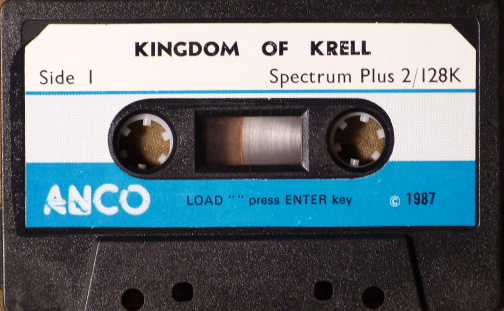 KINGDOM OF KRELL
Side 1 Spectrum Plus 2/128K
ANCO LOAD "" press ENTER key © 1987